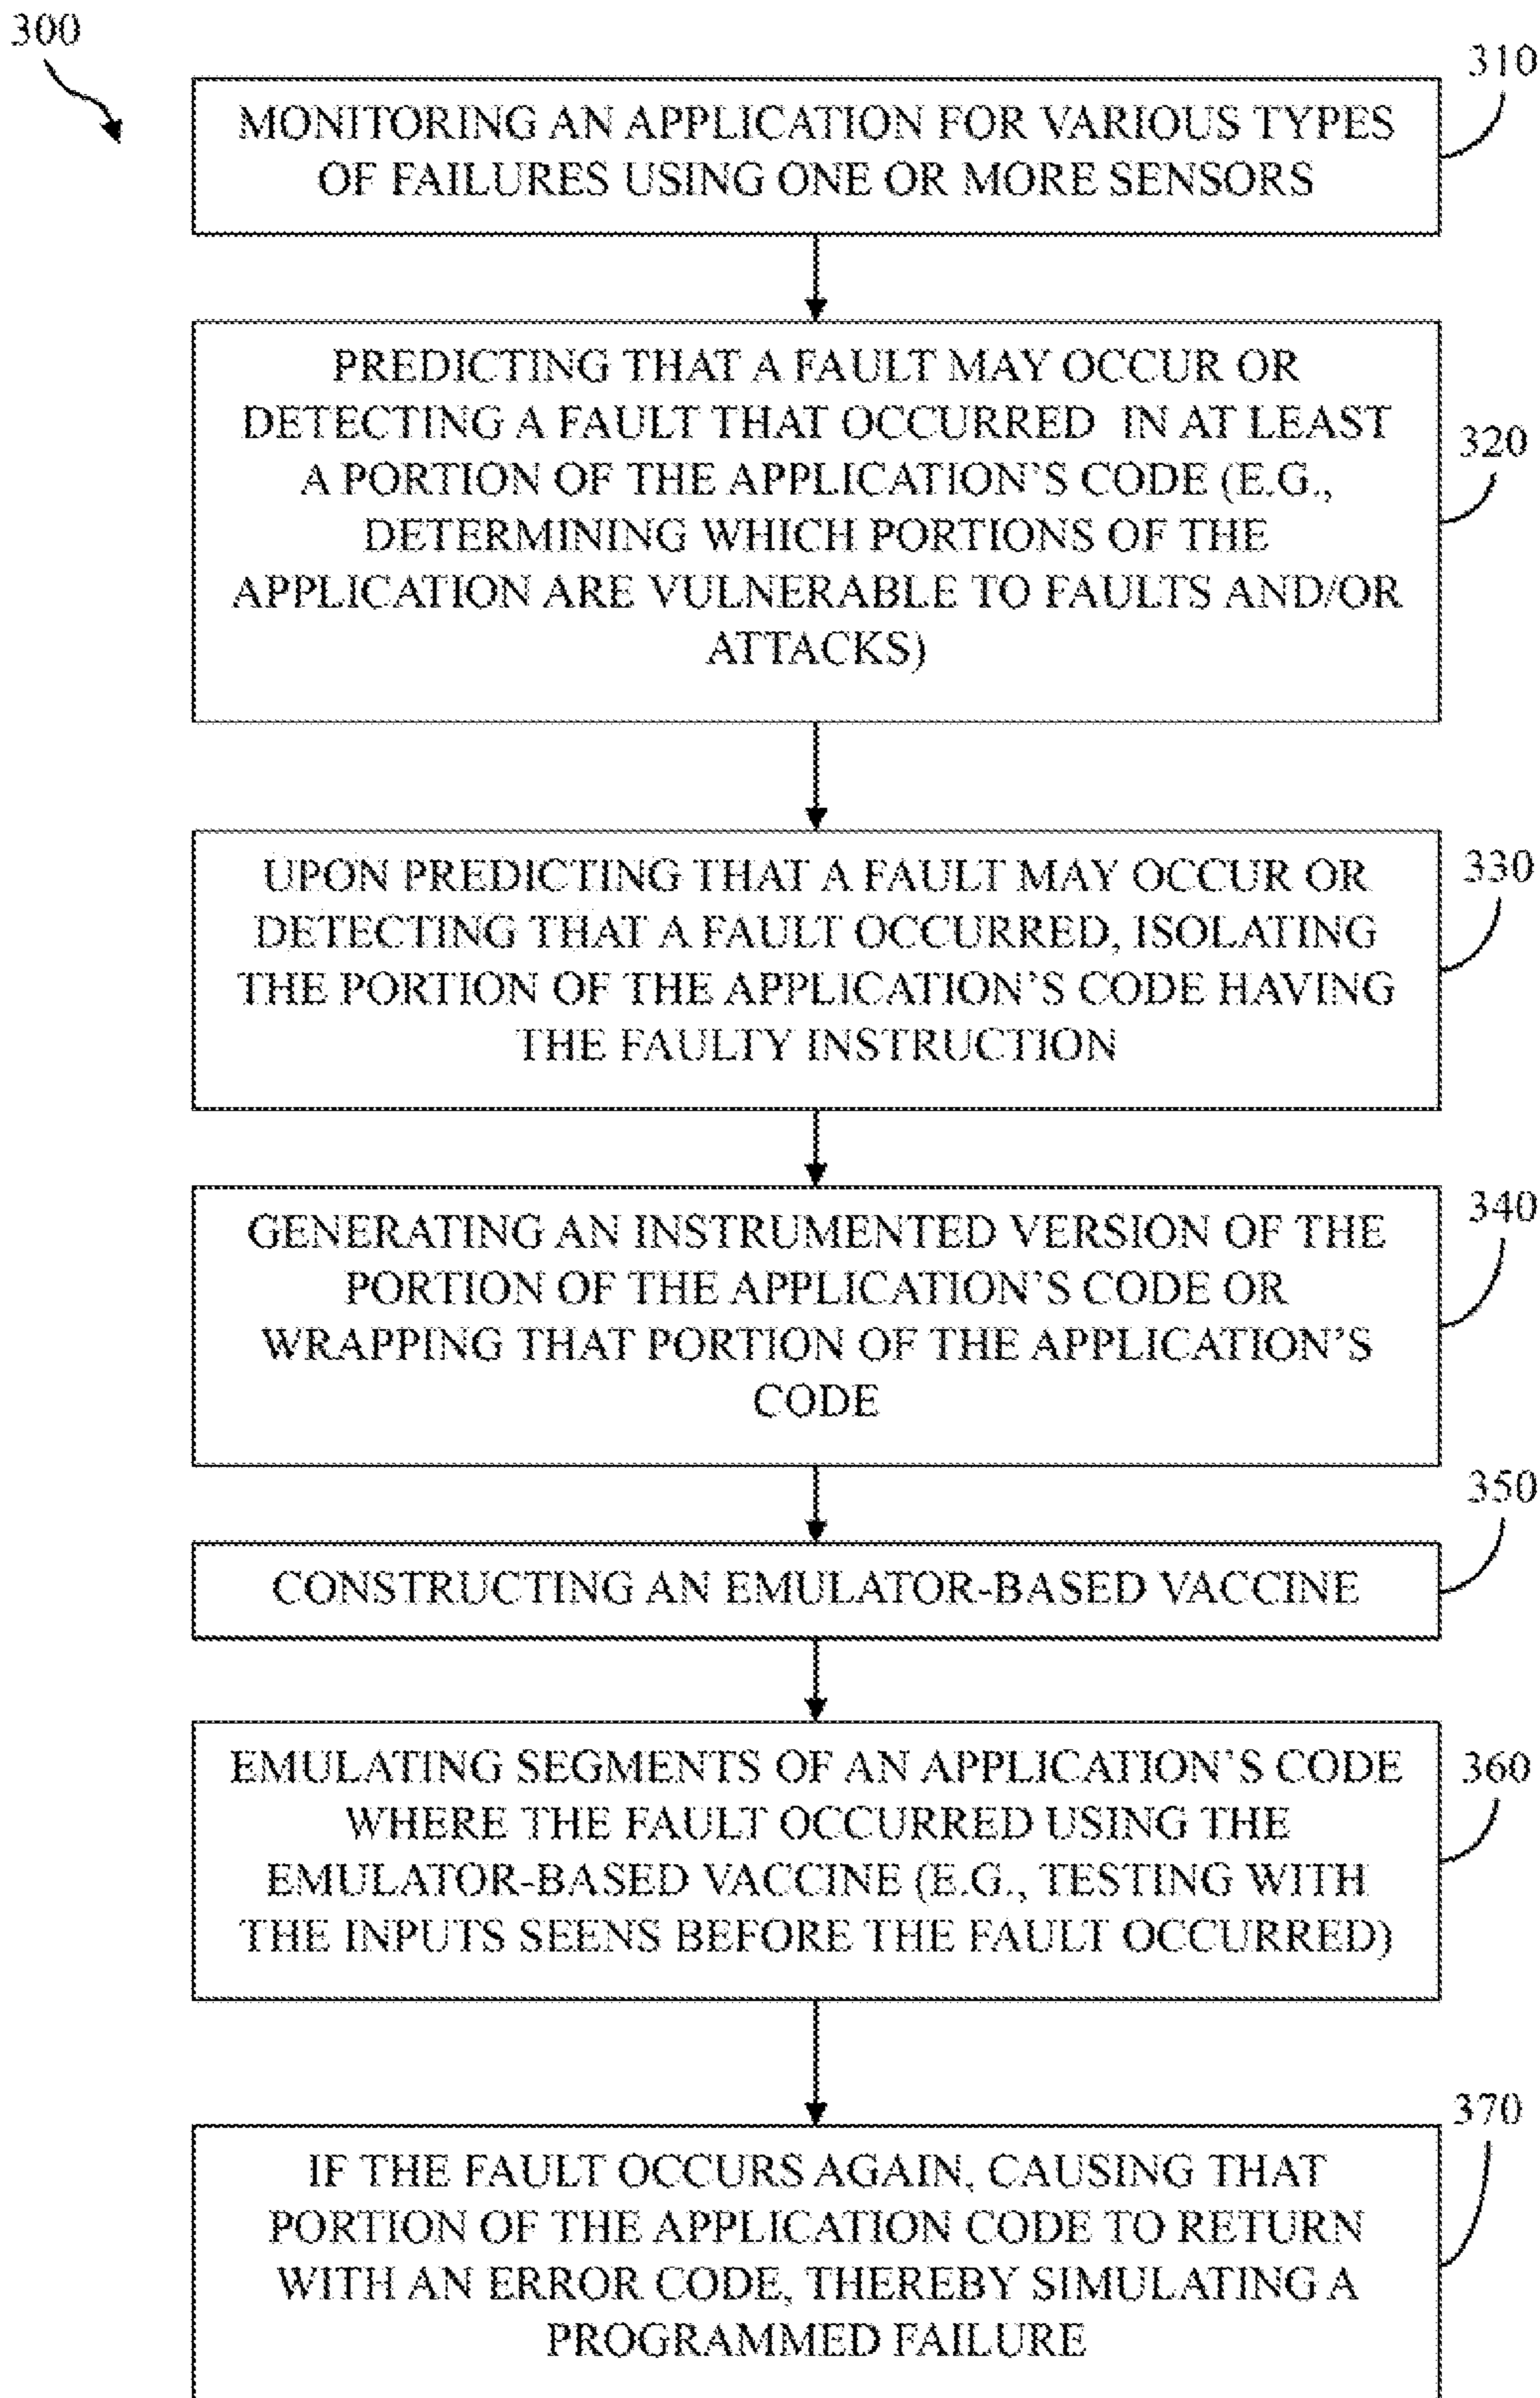 300
310
MONITORING AN APPLICATION FOR VARIOUS TYPES
OF FAILURES USING ONE OR MORE SENSORS
PREDICTING THAT A FAULT MAY OCCUR OR
DETECTING A FAULT THAT OCCURRED IN AT LEAST
A PORTION OF THE APPLICATION'S CODE (E.G.,
DETERMINING WHICH PORTIONS OF THE
APPLICATION ARE VULNERABLE TO FAULTS AND/OR
ATTACKS)
320
UPON PREDICTING THAT A FAULT MAY OCCUR OR
DETECTING THAT A FAULT OCCURRED, ISOLATING
THE PORTION OF THE APPLICATION'S CODE HAVING
THE FAULTY INSTRUCTION
330
GENERATING AN INSTRUMENTED VERSION OF THE
PORTION OF THE APPLICATION'S CODE OR
WRAPPING THAT PORTION OF THE APPLICATION'S
CODE
340
350
CONSTRUCTING AN EMULATOR-BASED VACCINE
EMULATING SEGMENTS OF AN APPLICATION'S CODE
WHERE THE FAULT OCCURRED USING THE
EMULATOR-BASED VACCINE (E.G., TESTING WITH
THE INPUTS SEENS BEFORE THE FAULT OCCURRED)
360
370
IF THE FAULT OCCURS AGAIN, CAUSING THAT
PORTION OF THE APPLICATION CODE TO RETURN
WITH AN ERROR CODE, THEREBY SIMULATING A
PROGRAMMED FAILURE